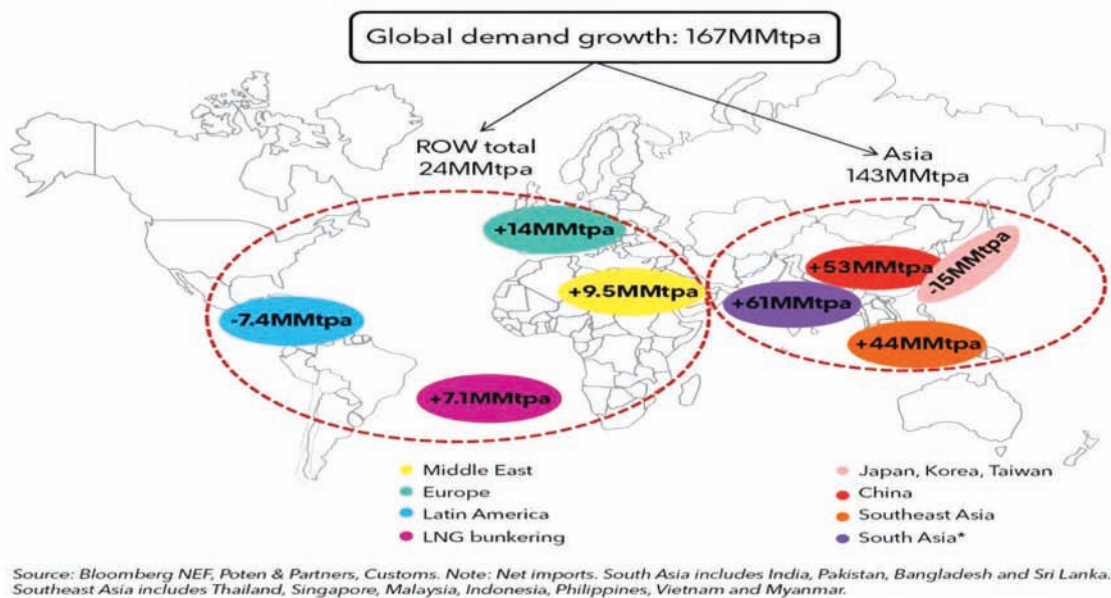 Global demand growth: 167MMtpa
ROW total
24MMtpa
Asia
143MMtpa
+14MMtpa
+9.5MMtpa
-7.4MMtpa
+7.1MMtpa
+53MMtpa
-15MMtpa
+61MMtpa
+44MMtpa
Middle East
Europe
Latin America
LNG bunkering
Japan, Korea, Taiwan
China
Southeast Asia
South Asia*
Source: Bloomberg NEF, Poten & Partners, Customs. Note: Net imports. South Asia includes India, Pakistan, Bangladesh and Sri Lanka.
Southeast Asia includes Thailand, Singapore, Malaysia, Indonesia, Philippines, Vietnam and Myanmar.